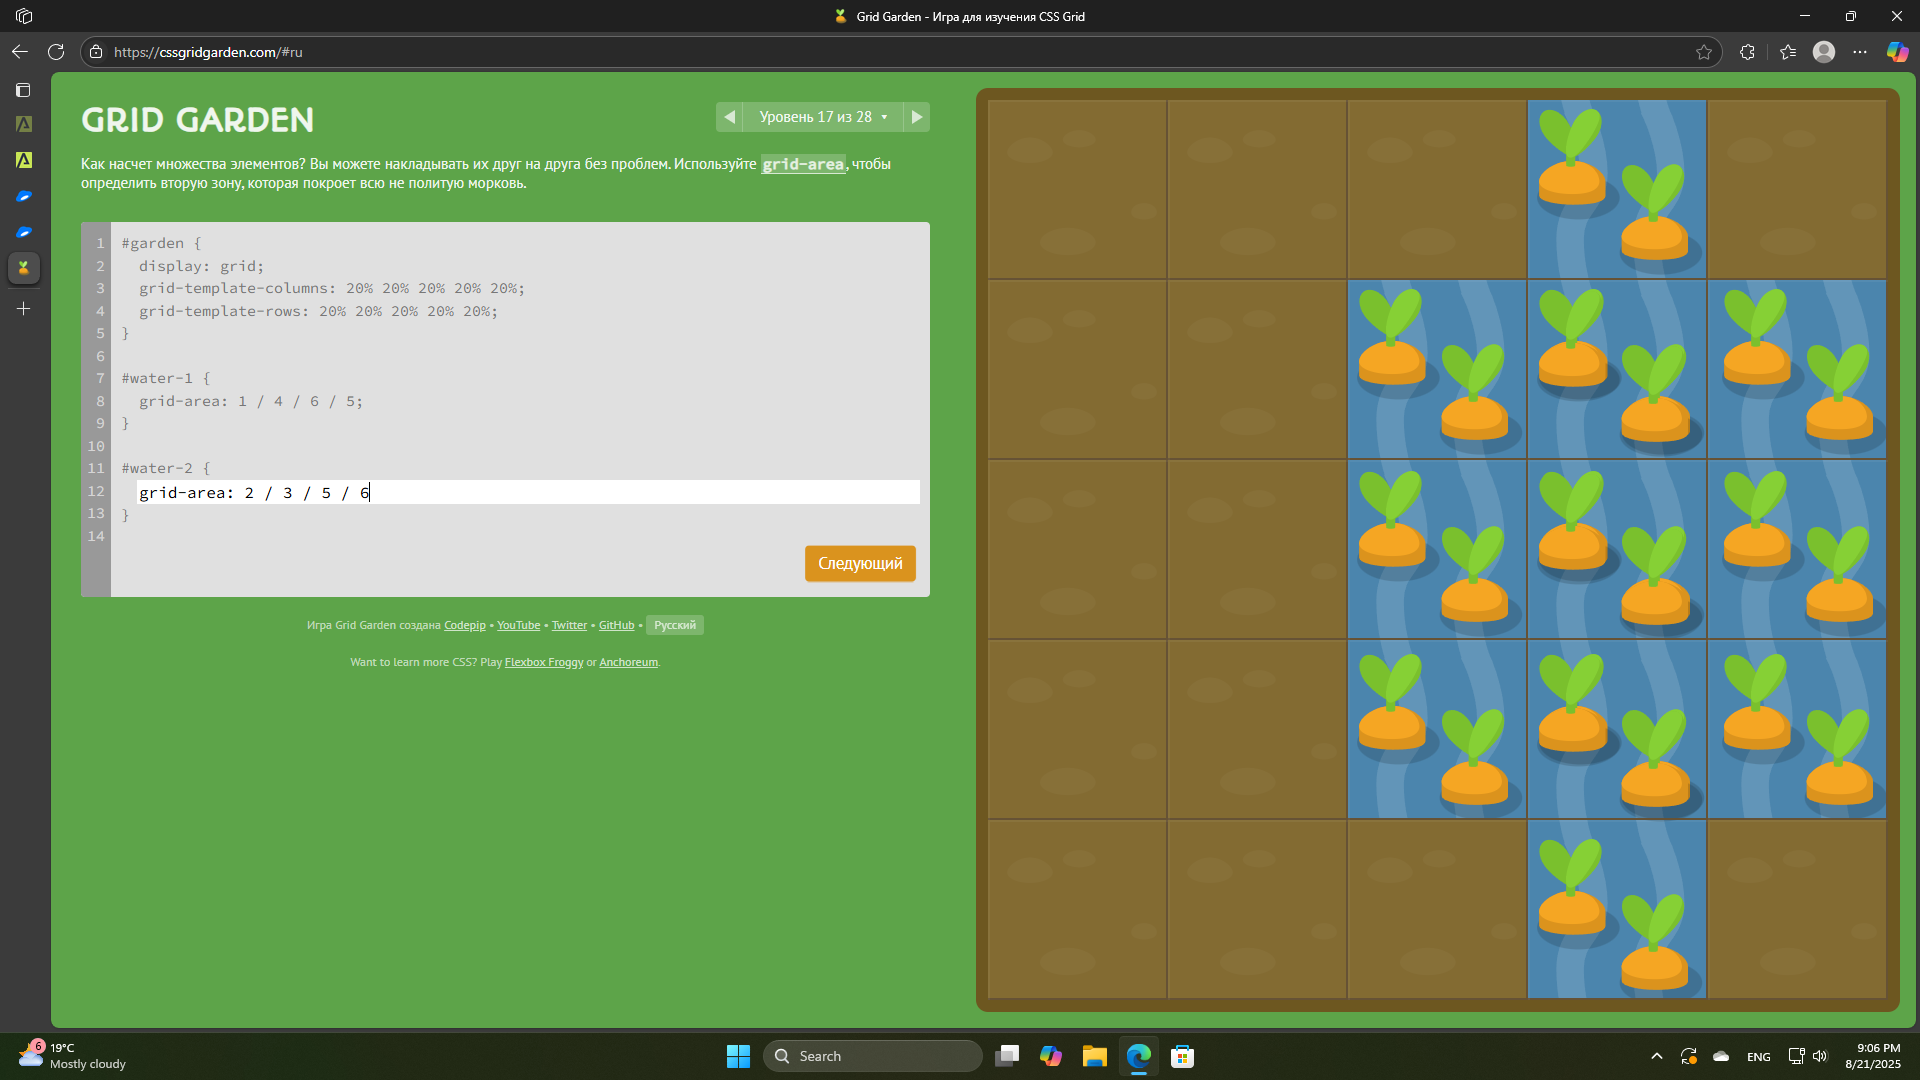 Grid Garden - Игра для изучения CSS Grid
https://cssgridgarden.com/#ru
GRID GARDEN
Уровень 17 из 28
Как насчет множества элементов? Вы можете накладывать их друг на друга без проблем. Используйте grid-area, чтобы
определить вторую зону, которая покроет всю не политую морковь.
1 #garden {
2 display: grid;
3 grid-template-columns: 20% 20% 20% 20% 20%;
4 grid-template-rows: 20% 20% 20% 20% 20%;
5 }
6
7 #water-1 {
8 grid-area: 1 / 4 / 6 / 5;
9 }
10
11 #water-2 {
12 grid-area: 2 / 3 / 5 / 6
13 }
14
Следующий
Игра Grid Garden создана Codepip • YouTube • Twitter • GitHub • Русский
Want to learn more CSS? Play Flexbox Froggy or Anchoreum.
6
19°C
Mostly cloudy
Search
ENG
9:06 PM
8/21/2025